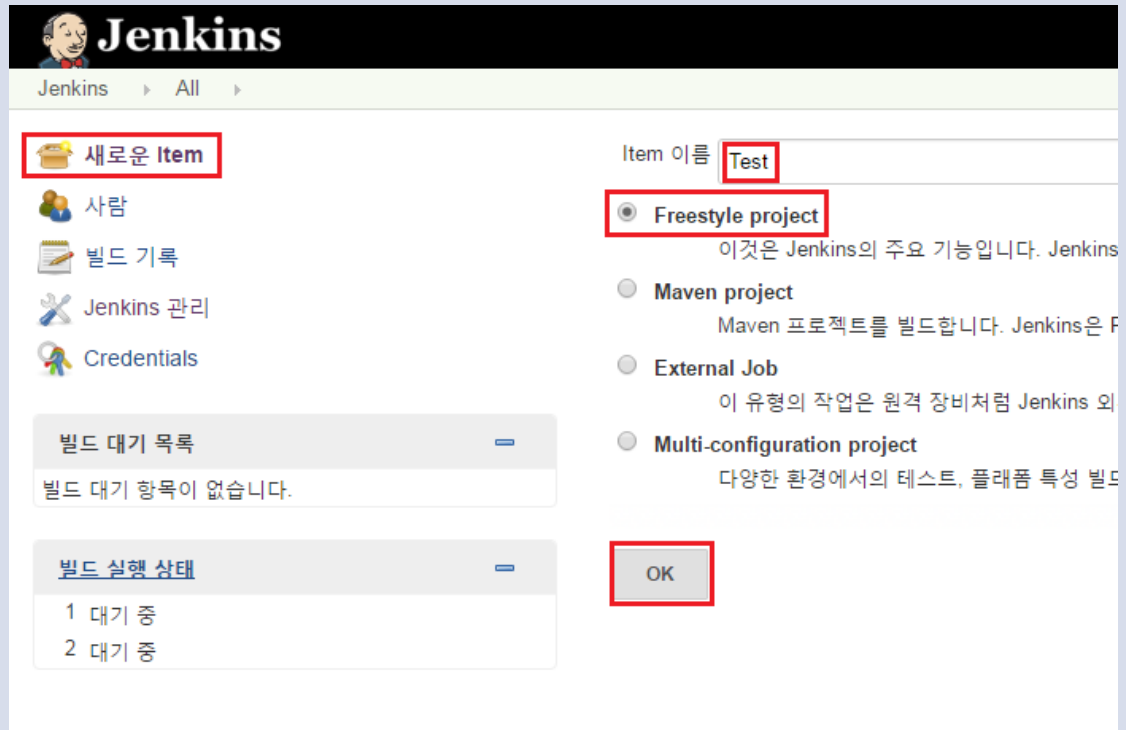 Jenkins
Jenkins All
새로운 Item
사람
빌드 기록
Jenkins 관리
Credentials
빌드 대기 목록
빌드 대기 항목이 없습니다.
빌드 실행 상태
1 대기 중
2 대기 중
Item 이름 Test
Freestyle project
이것은 Jenkins의 주요 기능입니다. Jenkins
Maven project
Maven 프로젝트를 빌드합니다. Jenkins은
External Job
이 유형의 작업은 원격 장비처럼 Jenkins 외
Multi-configuration project
다양한 환경에서의 테스트, 플래폼 특성 빌드
OK